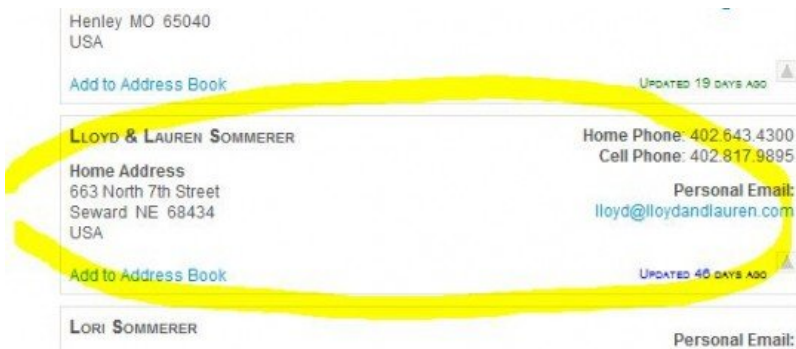 Henley MO 65040
USA
Add to Address Book
UPDATED 19 DAYS AGO
LLOYD & LAUREN SOMMERER
Home Address
663 North 7th Street
Seward NE 68434
USA
Home Phone: 402.643.4300
Cell Phone: 402.817.9895
Personal Email:
lloyd@lloydandlauren.com
Add to Address Book
UPDATED 46 DAYS AGO
LORI SOMMERER
Personal Email: